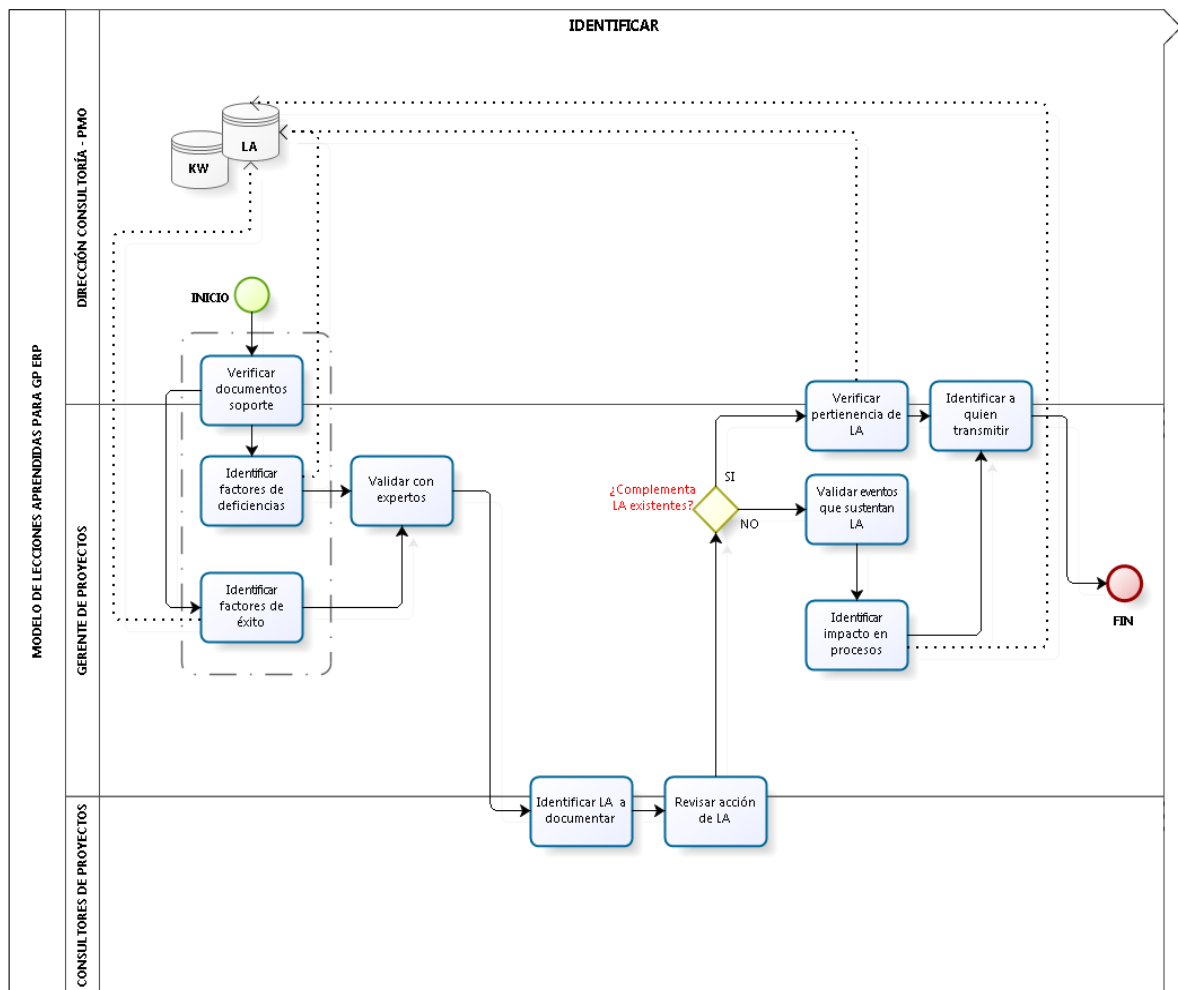 IDENTIFICAR
MODELO DE LECCIONES APRENDIDAS PARA GP ERP
DIRECCIÓN CONSULTORÍA - PMO
LA
KW
INICIO
Verificar
documentos
soporte
GERENTE DE PROYECTOS
Identificar
factores de
deficiencias
Validar con
expertos
Identificar
factores de
éxito
¿Complementa
LA existentes?
SI
NO
Verificar
pertienencia de
LA
Identificar a
quien
transmitir
Validar eventos
que sustentan
LA
Identificar
impacto en
procesos
FIN
CONSULTORES DE PROYECTOS
Identificar LA a
documentar
Revisar acción
de LA